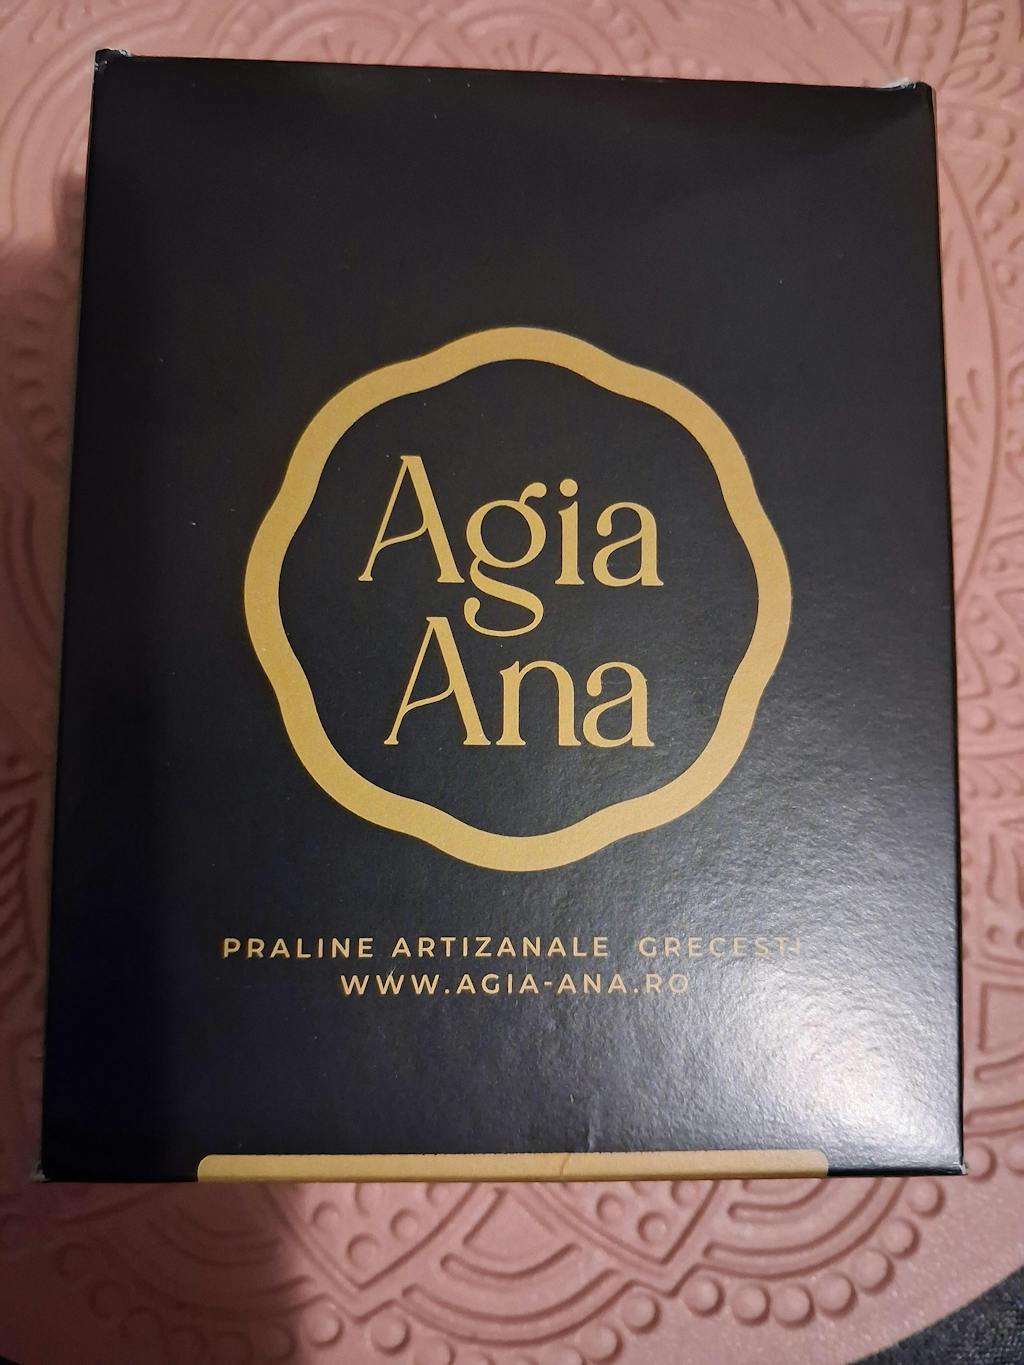 Agia
Ana
PRALINE ARTIZANALE GRECESTI
WWW.AGIA-ANA.RO